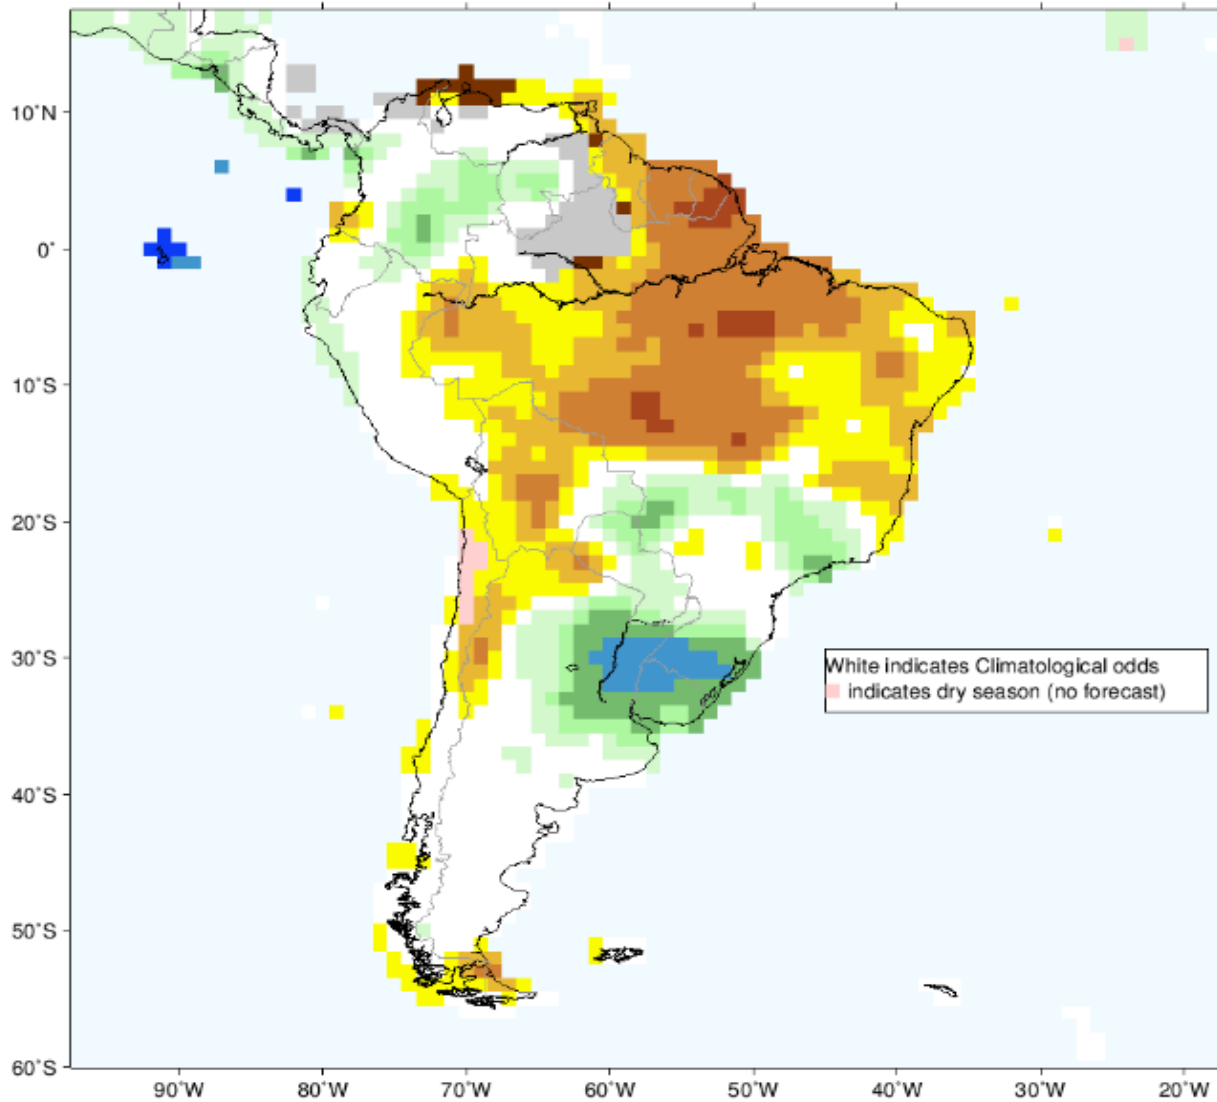 10°N
0°
10°S
20°S
30°S
40°S
50°S
60°S
White indicates Climatological odds
indicates dry season (no forecast)
90°W
80°W
70°W
60°W
50°W
40°W
30°W
20°W